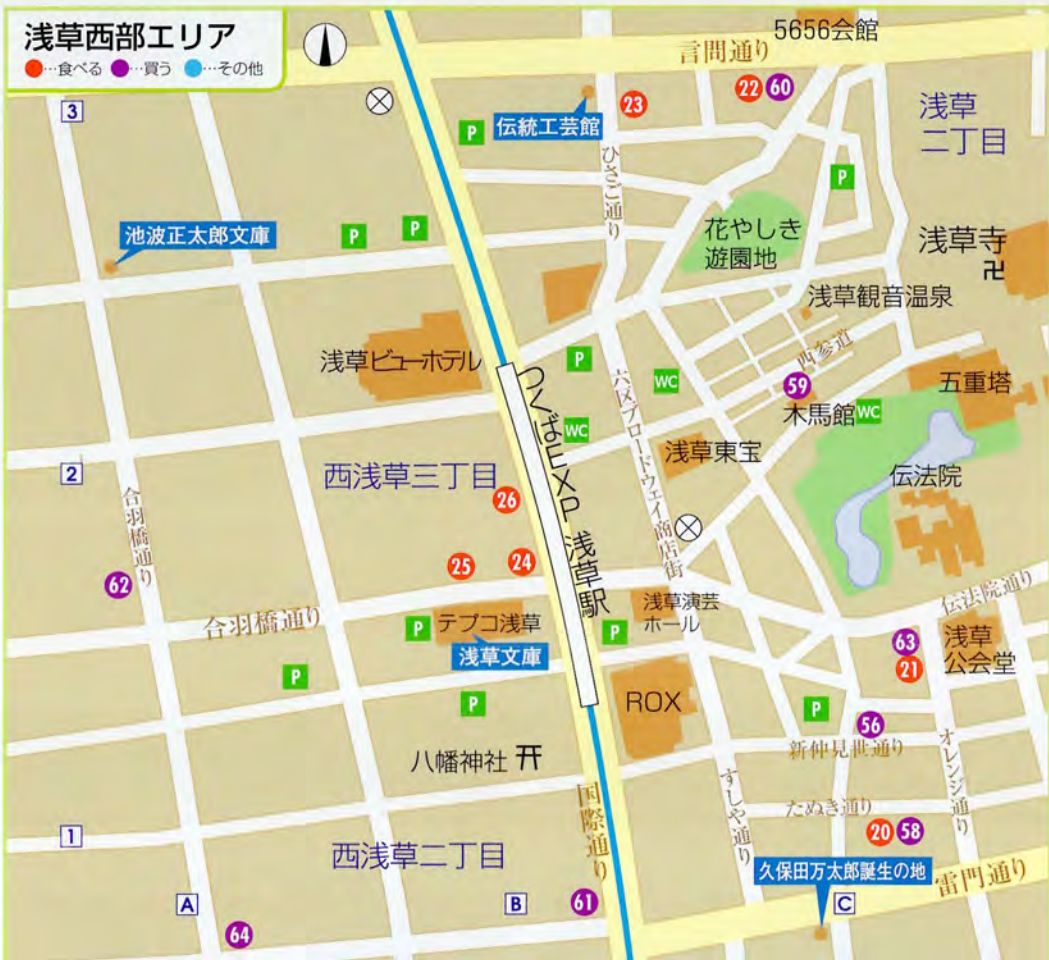 浅草西部エリア
●…食べる ●…買う ●…その他
5656会館
言問通り
3
22
60
23
P
伝統工芸館
浅草
二丁目
ひさご通り
P
池波正太郎文庫
P
P
花やしき
遊園地
浅草寺
卍
浅草観音温泉
浅草ビューホテル
P
西参道
WC
59
五重塔
つくばEXP 浅草駅
六区ブロードウェイ商店街
木馬館
WC
WC
浅草東宝
2
西浅草三丁目
伝法院
合羽橋通り
26
25
24
62
伝法院通り
合羽橋通り
P
テプコ浅草
浅草文庫
P
浅草演芸
ホール
63
浅草
公会堂
21
P
P
ROX
P
56
八幡神社
新仲見世通り
オレンジ通り
国際通り
すしや通り
たぬき通り
1
西浅草二丁目
20
58
久保田万太郎誕生の地
雷門通り
A
B
61
C
64